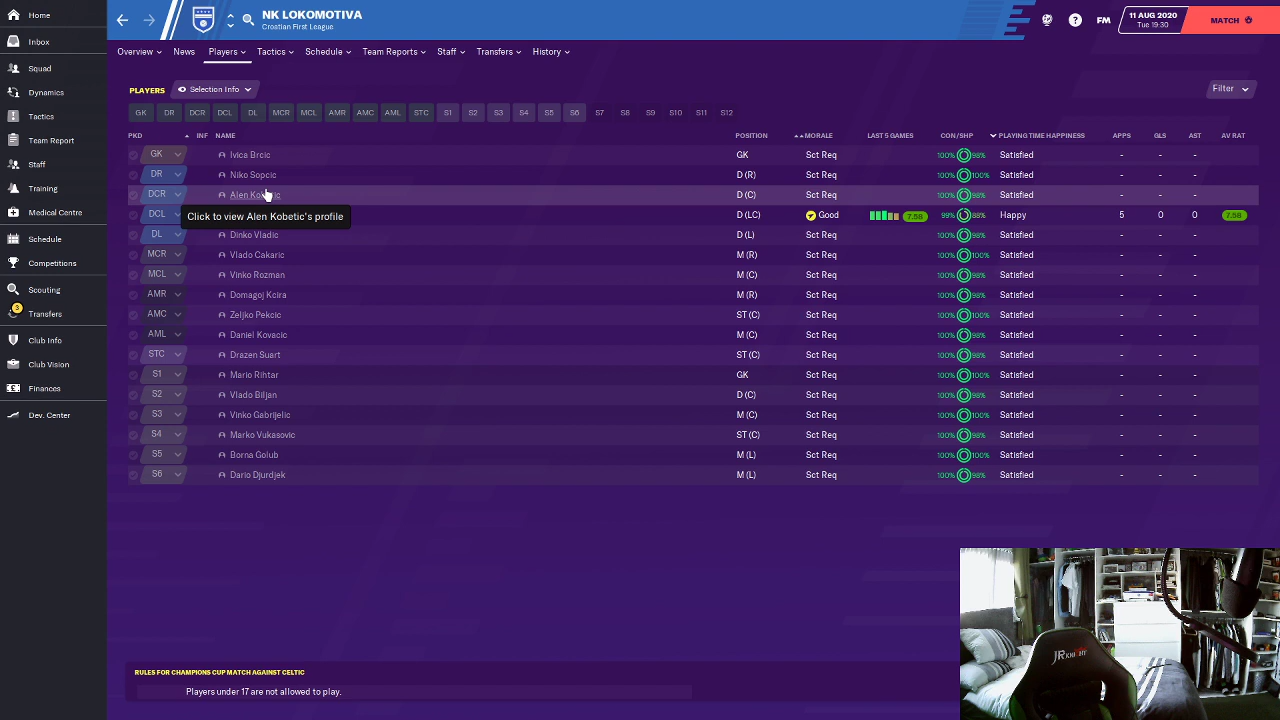 NK LOKOMOTIVA
Croatian First League
FM
11 AUG 2020
Tue 19:30
MATCH
Inbox
Squad
Dynamics
Tactics
Team Report
Staff
Training
Medical Centre
Schedule
Competitions
Scouting
3
Transfers
Club Info
Club Vision
Finances
Dev. Center
Overview News Players Tactics Schedule Team Reports Staff Transfers History
PLAYERS Selection Info Filter
GK DR DCR DCL DL MCR MCL AMR AMC AML STC S1 S2 S3 S4 S5 S6 S7 S8 S9 S10 S11 S12
PKD INF NAME POSITION MORALE LAST 5 GAMES CON/SHP PLAYING TIME HAPPINESS APPS GLS AST AV RAT
GK Ivica Brcic GK Sct Req 100% 98% Satisfied - - -
DR Niko Sopcic D (R) Sct Req 100% 100% Satisfied - - -
DCR Alen Kobetic D (C) Sct Req 100% 98% Satisfied - - -
DCL D (LC) Good 7.58 99% 88% Happy 5 0 0 7.58
Click to view Alen Kobetic's profile
DL Dinko Vladic D (L) Sct Req 100% 98% Satisfied - - -
MCR Vlado Cakaric M (R) Sct Req 100% 100% Satisfied - - -
MCL Vinko Rozman M (C) Sct Req 100% 98% Satisfied - - -
AMR Domagoj Kcira M (R) Sct Req 100% 98% Satisfied - - -
AMC Zeljko Pekcic ST (C) Sct Req 100% 100% Satisfied - - -
AML Daniel Kovacic M (C) Sct Req 100% 98% Satisfied - - -
STC Drazen Suart ST (C) Sct Req 100% 98% Satisfied - - -
S1 Mario Rihtar GK Sct Req 100% 100% Satisfied - - -
S2 Vlado Biljan D (C) Sct Req 100% 98% Satisfied - - -
S3 Vinko Gabrijelic M (C) Sct Req 100% 100% Satisfied - - -
S4 Marko Vukasovic ST (C) Sct Req 100% 98% Satisfied - - -
S5 Borna Golub M (L) Sct Req 100% 100% Satisfied - - -
S6 Dario Djurdjek M (L) Sct Req 100% 98% Satisfied - - -
RULES FOR CHAMPIONS CUP MATCH AGAINST CELTIC
Players under 17 are not allowed to play.